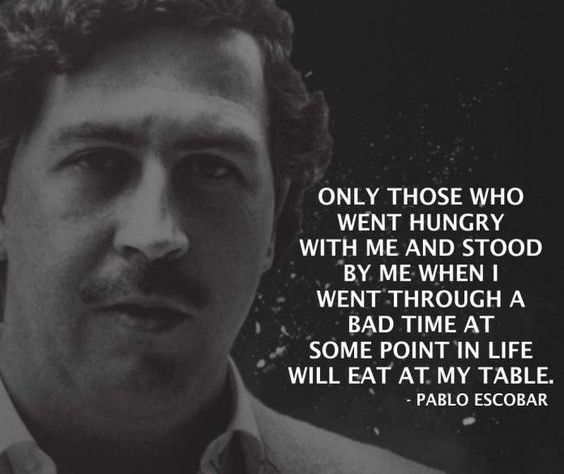 ONLY THOSE WHO
WENT HUNGRY
WITH ME AND STOOD
BY ME WHEN I
WENT THROUGH A
BAD TIME AT
SOME POINT IN LIFE
WILL EAT AT MY TABLE.
- PABLO ESCOBAR